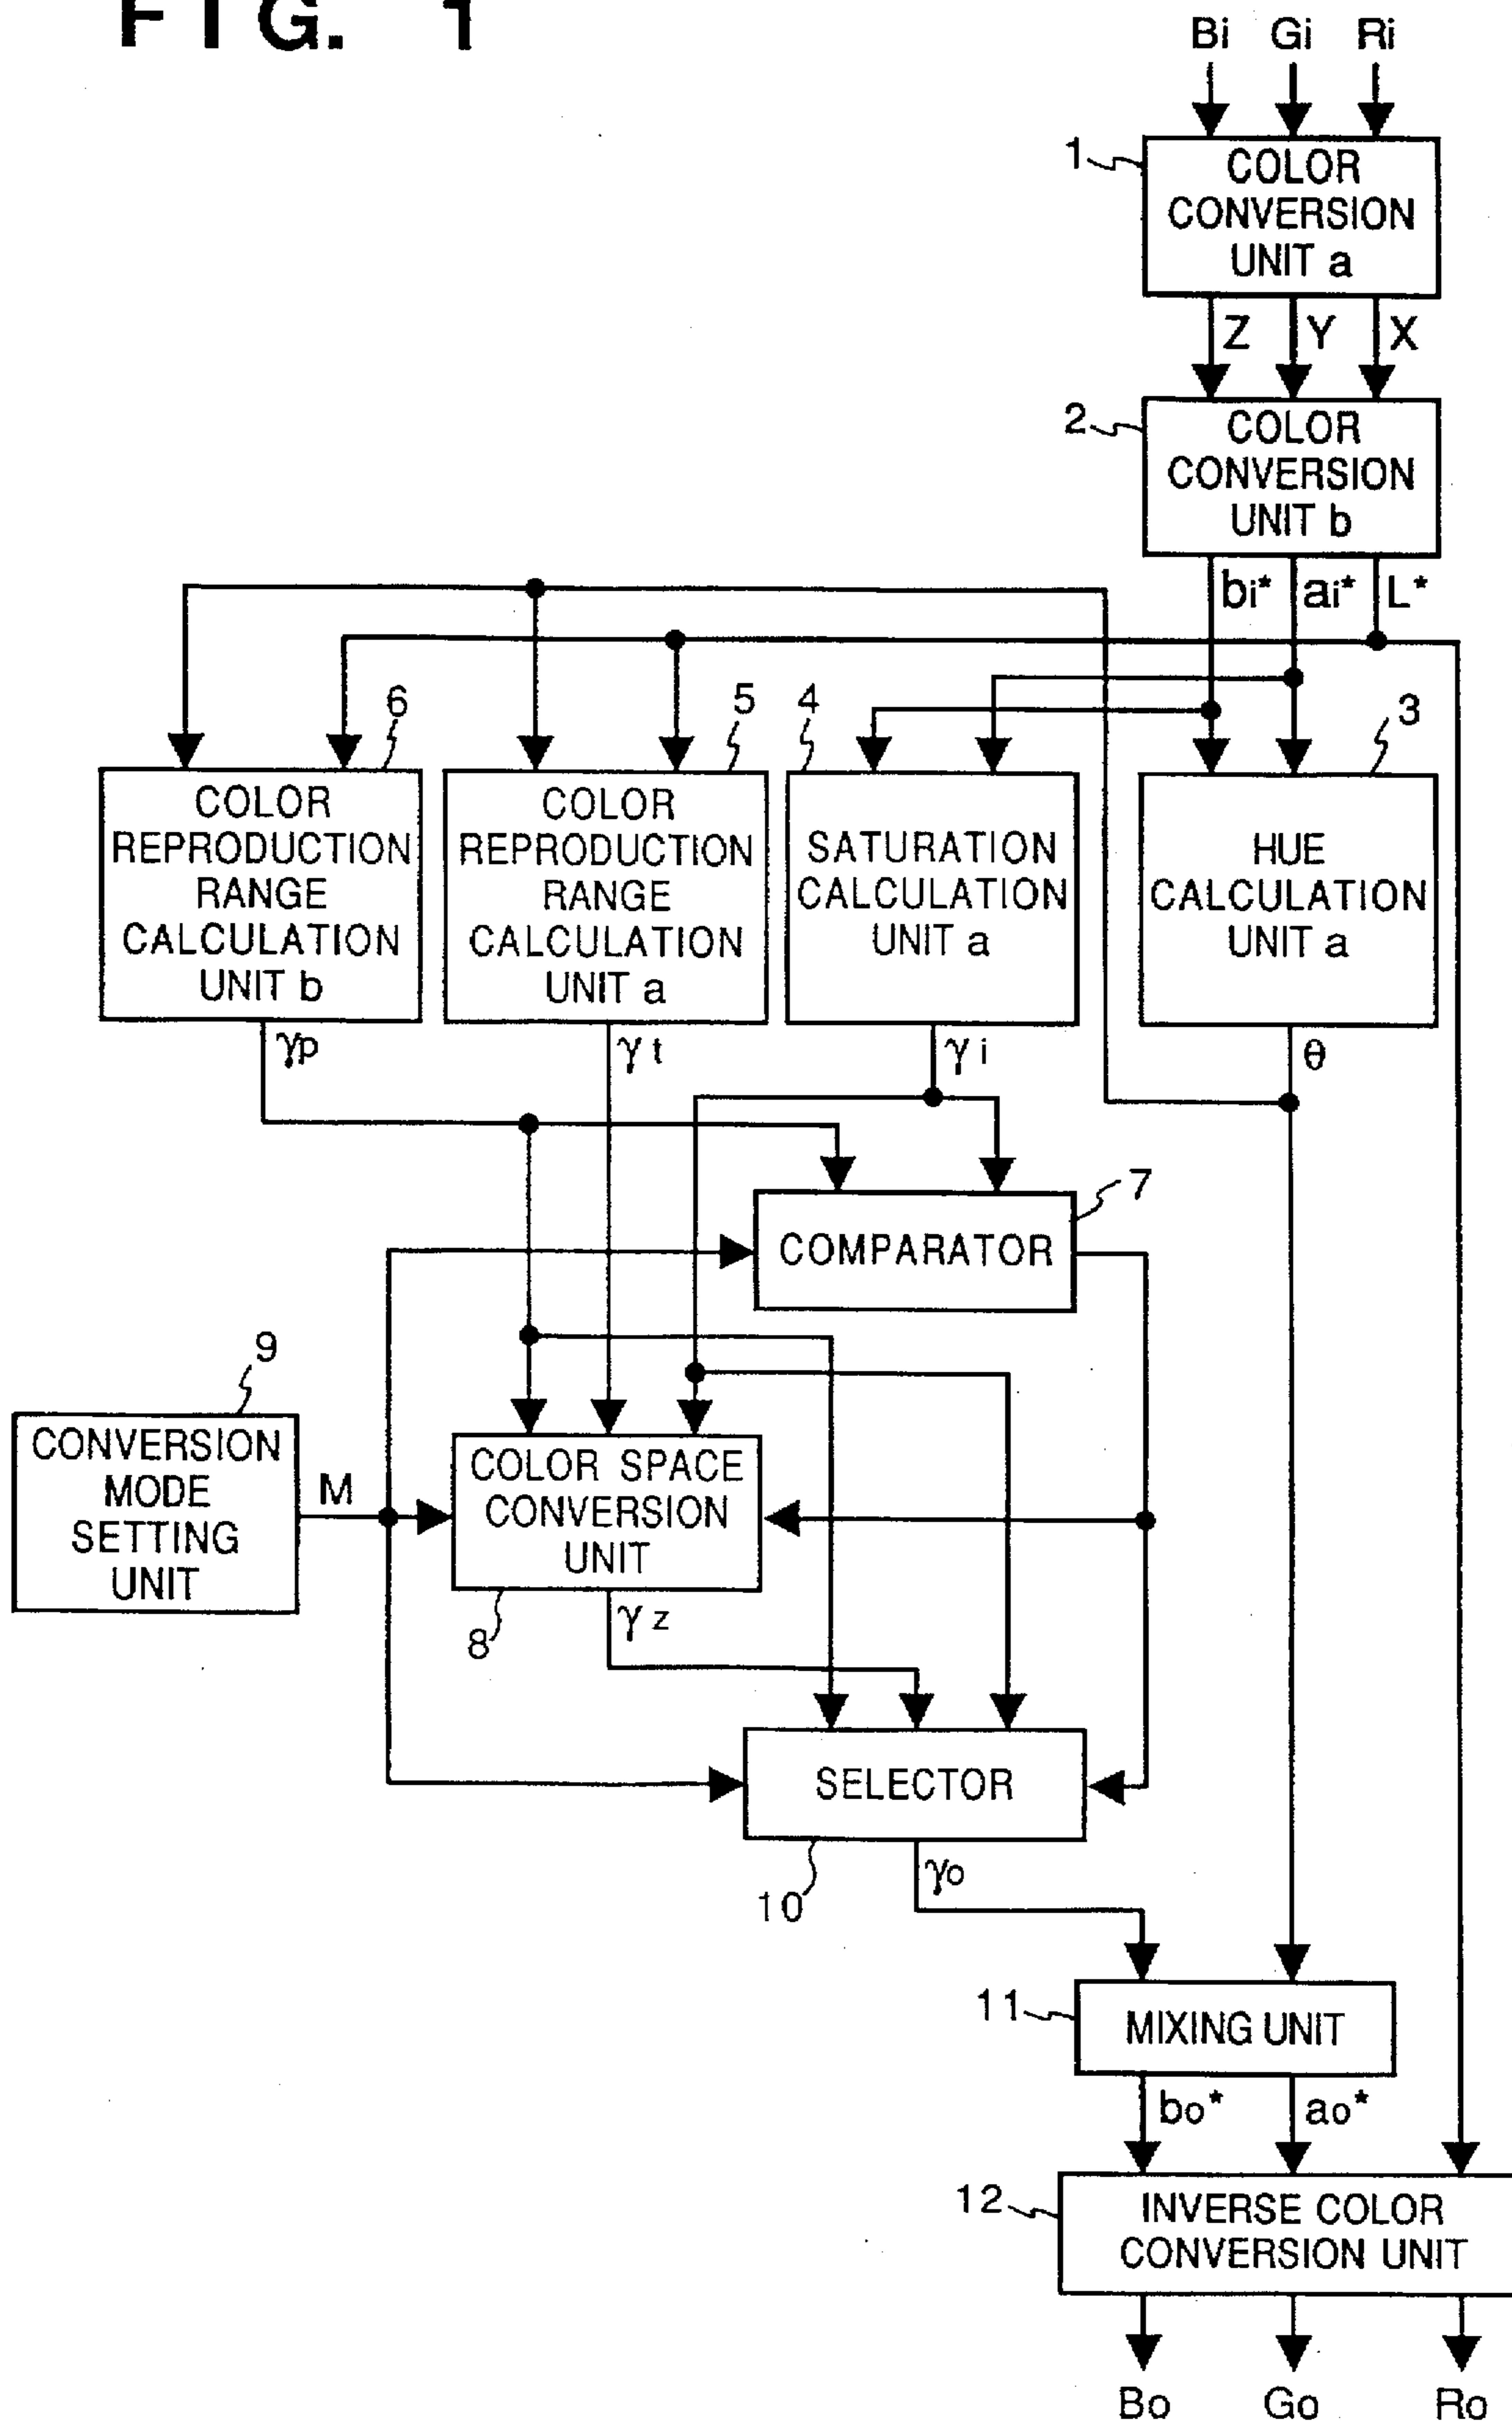 FIG. 1
Bi Gi Ri
1
COLOR
CONVERSION
UNIT a
Z Y X
2
COLOR
CONVERSION
UNIT b
bi* ai* L*
6 5 4 3
COLOR
REPRODUCTION
RANGE
CALCULATION
UNIT b
COLOR
REPRODUCTION
RANGE
CALCULATION
UNIT a
SATURATION
CALCULATION
UNIT a
HUE
CALCULATION
UNIT a
γp γt γi θ
7
COMPARATOR
9
CONVERSION
MODE
SETTING
UNIT
M
COLOR SPACE
CONVERSION
UNIT
8
γz
SELECTOR
10
γo
11
MIXING UNIT
bo* ao*
12
INVERSE COLOR
CONVERSION UNIT
Bo Go Ro